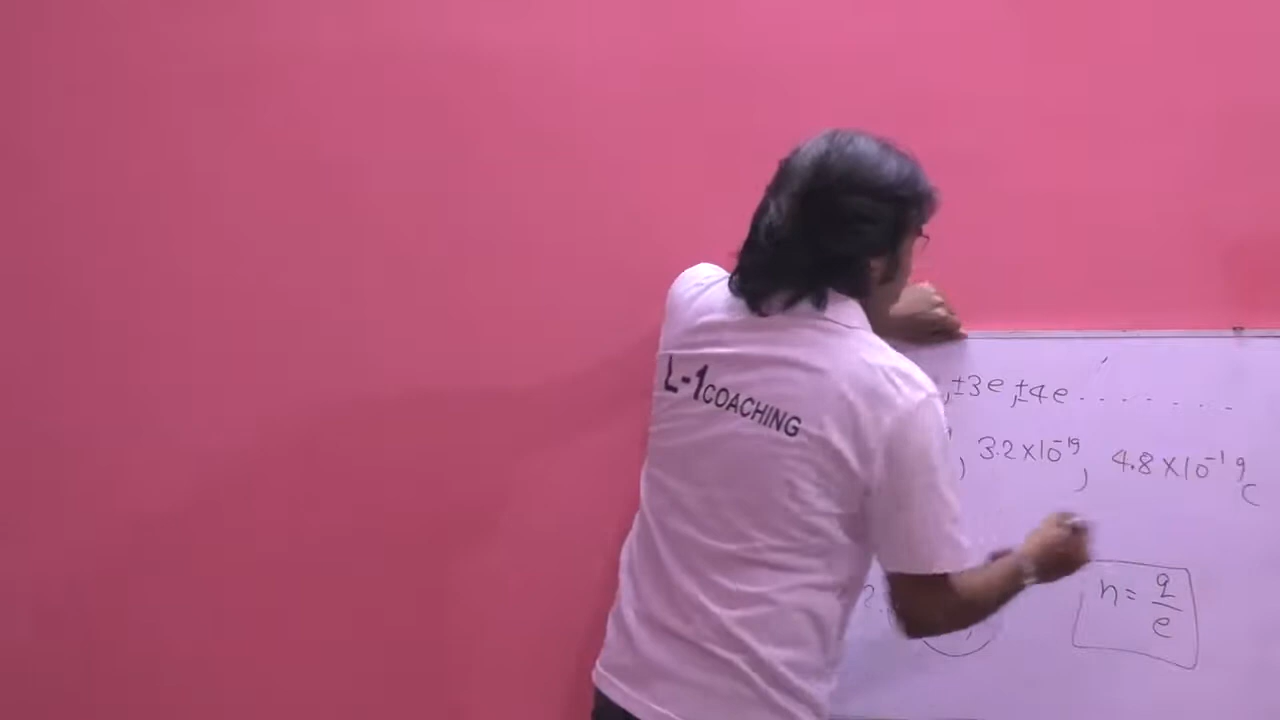 L-1 COACHING
, ±3e, ±4e . . . . . . . .
, 3.2×10⁻¹⁹, 4.8×10⁻¹⁹ C
n = q/e